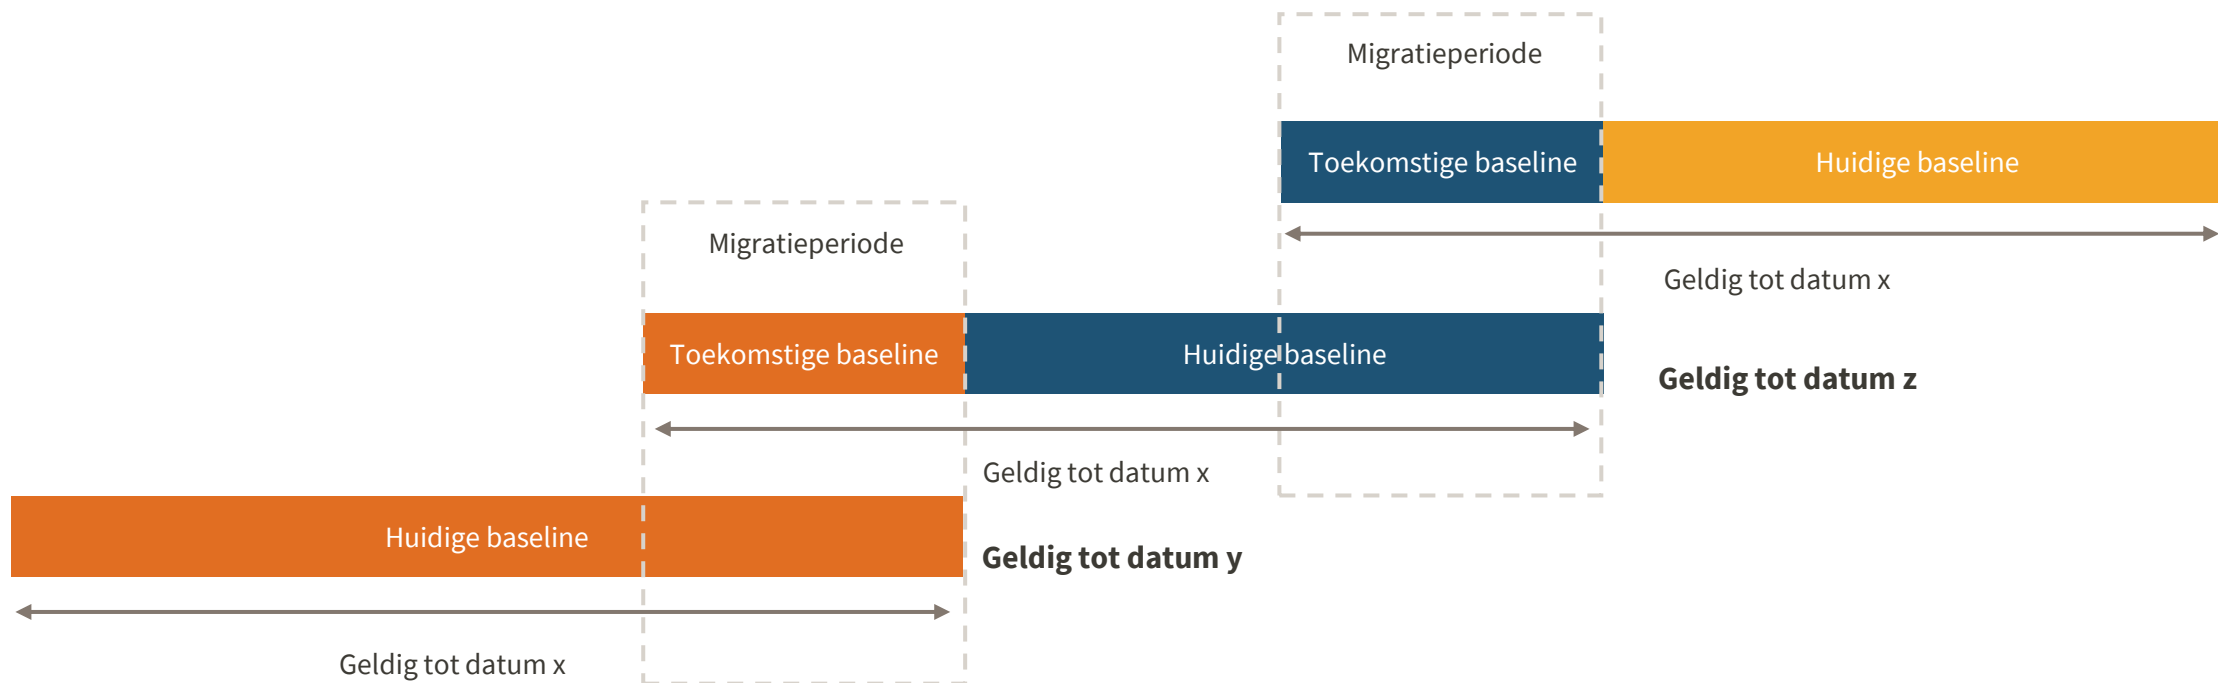 Migratieperiode
Toekomstige baseline
Huidige baseline
Geldig tot datum x
Migratieperiode
Toekomstige baseline
Huidige baseline
Geldig tot datum z
Geldig tot datum x
Huidige baseline
Geldig tot datum y
Geldig tot datum x